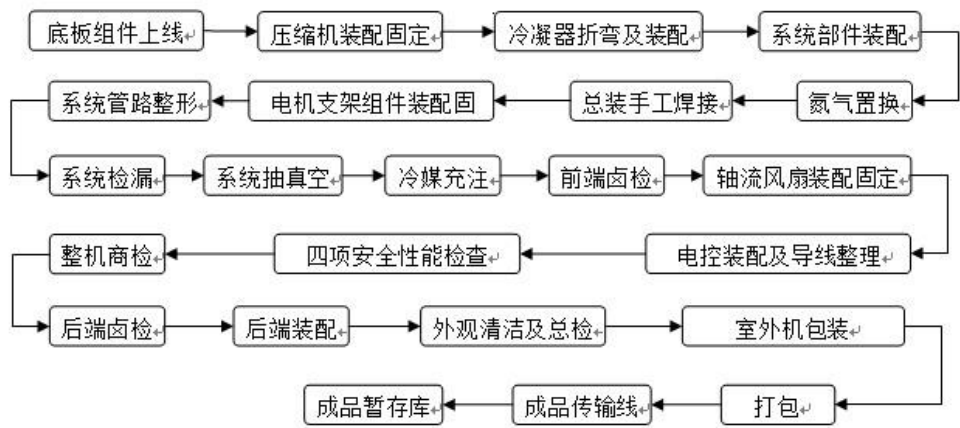 底板组件上线
压缩机装配固定
冷凝器折弯及装配
系统部件装配
系统管路整形
电机支架组件装配固
总装手工焊接
氮气置换
系统检漏
系统抽真空
冷媒充注
前端卤检
轴流风扇装配固定
整机商检
四项安全性能检查
电控装配及导线整理
后端卤检
后端装配
外观清洁及总检
室外机包装
成品暂存库
成品传输线
打包